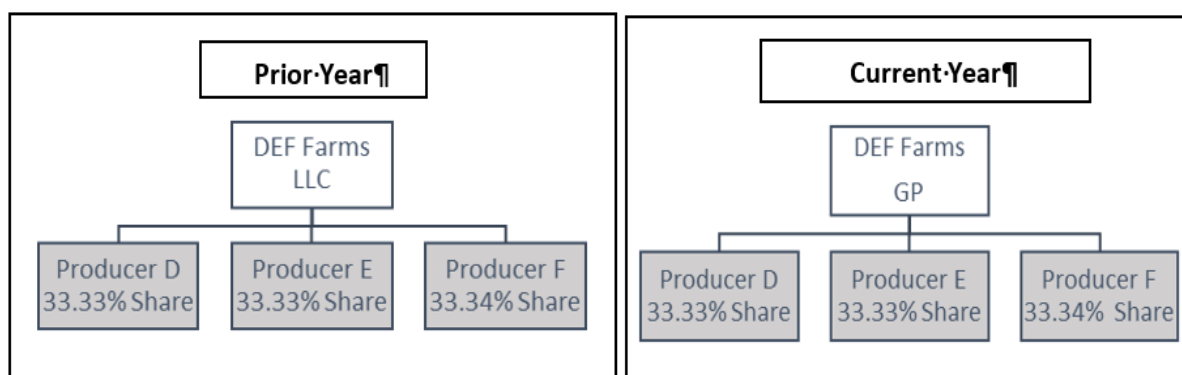 Prior·Year¶
DEF Farms
LLC
Producer D
33.33% Share
Producer E
33.33% Share
Producer F
33.34% Share
Current·Year¶
DEF Farms
GP
Producer D
33.33% Share
Producer E
33.33% Share
Producer F
33.34% Share